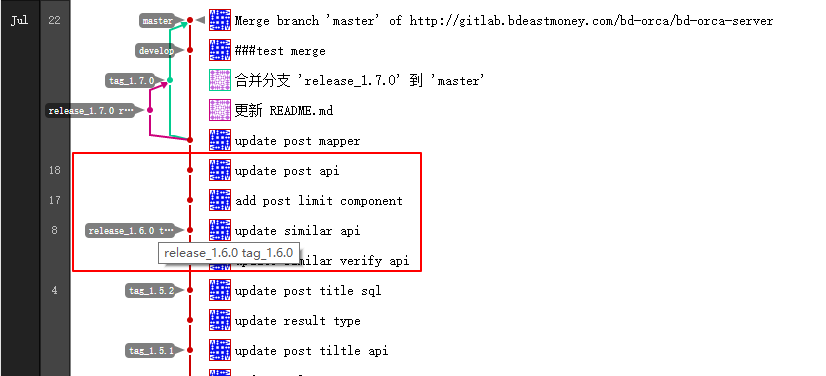 Jul 22 master Merge branch 'master' of http://gitlab.bdeastmoney.com/bd-orca/bd-orca-server
develop ###test merge
tag_1.7.0 合并分支 'release_1.7.0' 到 'master'
release_1.7.0 r… 更新 README.md
update post mapper
18 update post api
17 add post limit component
8 release_1.6.0 t… update similar api
release_1.6.0 tag_1.6.0
update similar verify api
4 tag_1.5.2 update post title sql
update result type
tag_1.5.1 update post tiltle api